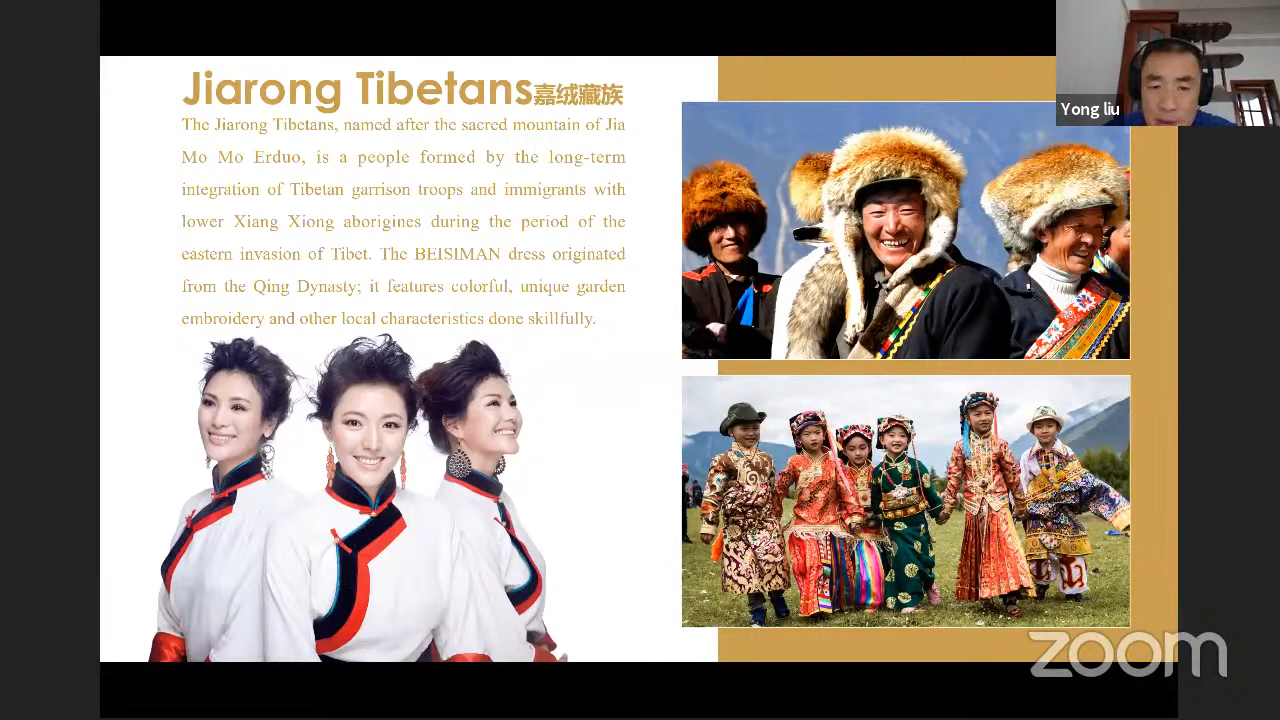 Jiarong Tibetans嘉绒藏族
The Jiarong Tibetans, named after the sacred mountain of Jia
Mo Mo Erduo, is a people formed by the long-term
integration of Tibetan garrison troops and immigrants with
lower Xiang Xiong aborigines during the period of the
eastern invasion of Tibet. The BEISIMAN dress originated
from the Qing Dynasty; it features colorful, unique garden
embroidery and other local characteristics done skillfully.
Yong liu
zoom